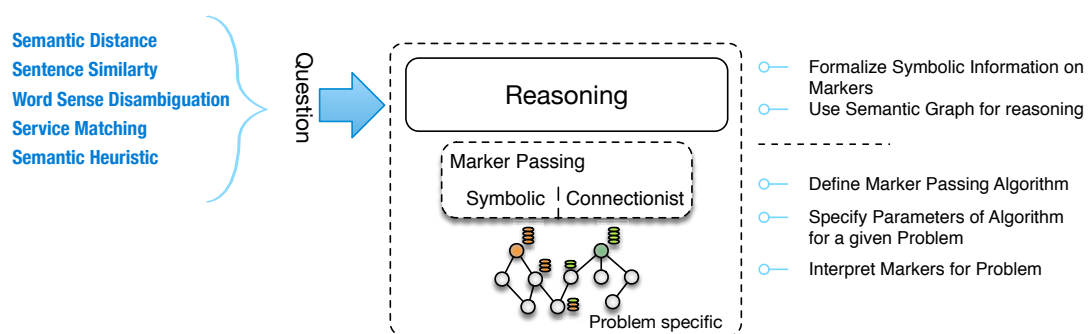 Semantic Distance
Sentence Similarty
Word Sense Disambiguation
Service Matching
Semantic Heuristic
Question
Reasoning
Marker Passing
Symbolic
Connectionist
Problem specific
Formalize Symbolic Information on
Markers
Use Semantic Graph for reasoning
Define Marker Passing Algorithm
Specify Parameters of Algorithm
for a given Problem
Interpret Markers for Problem